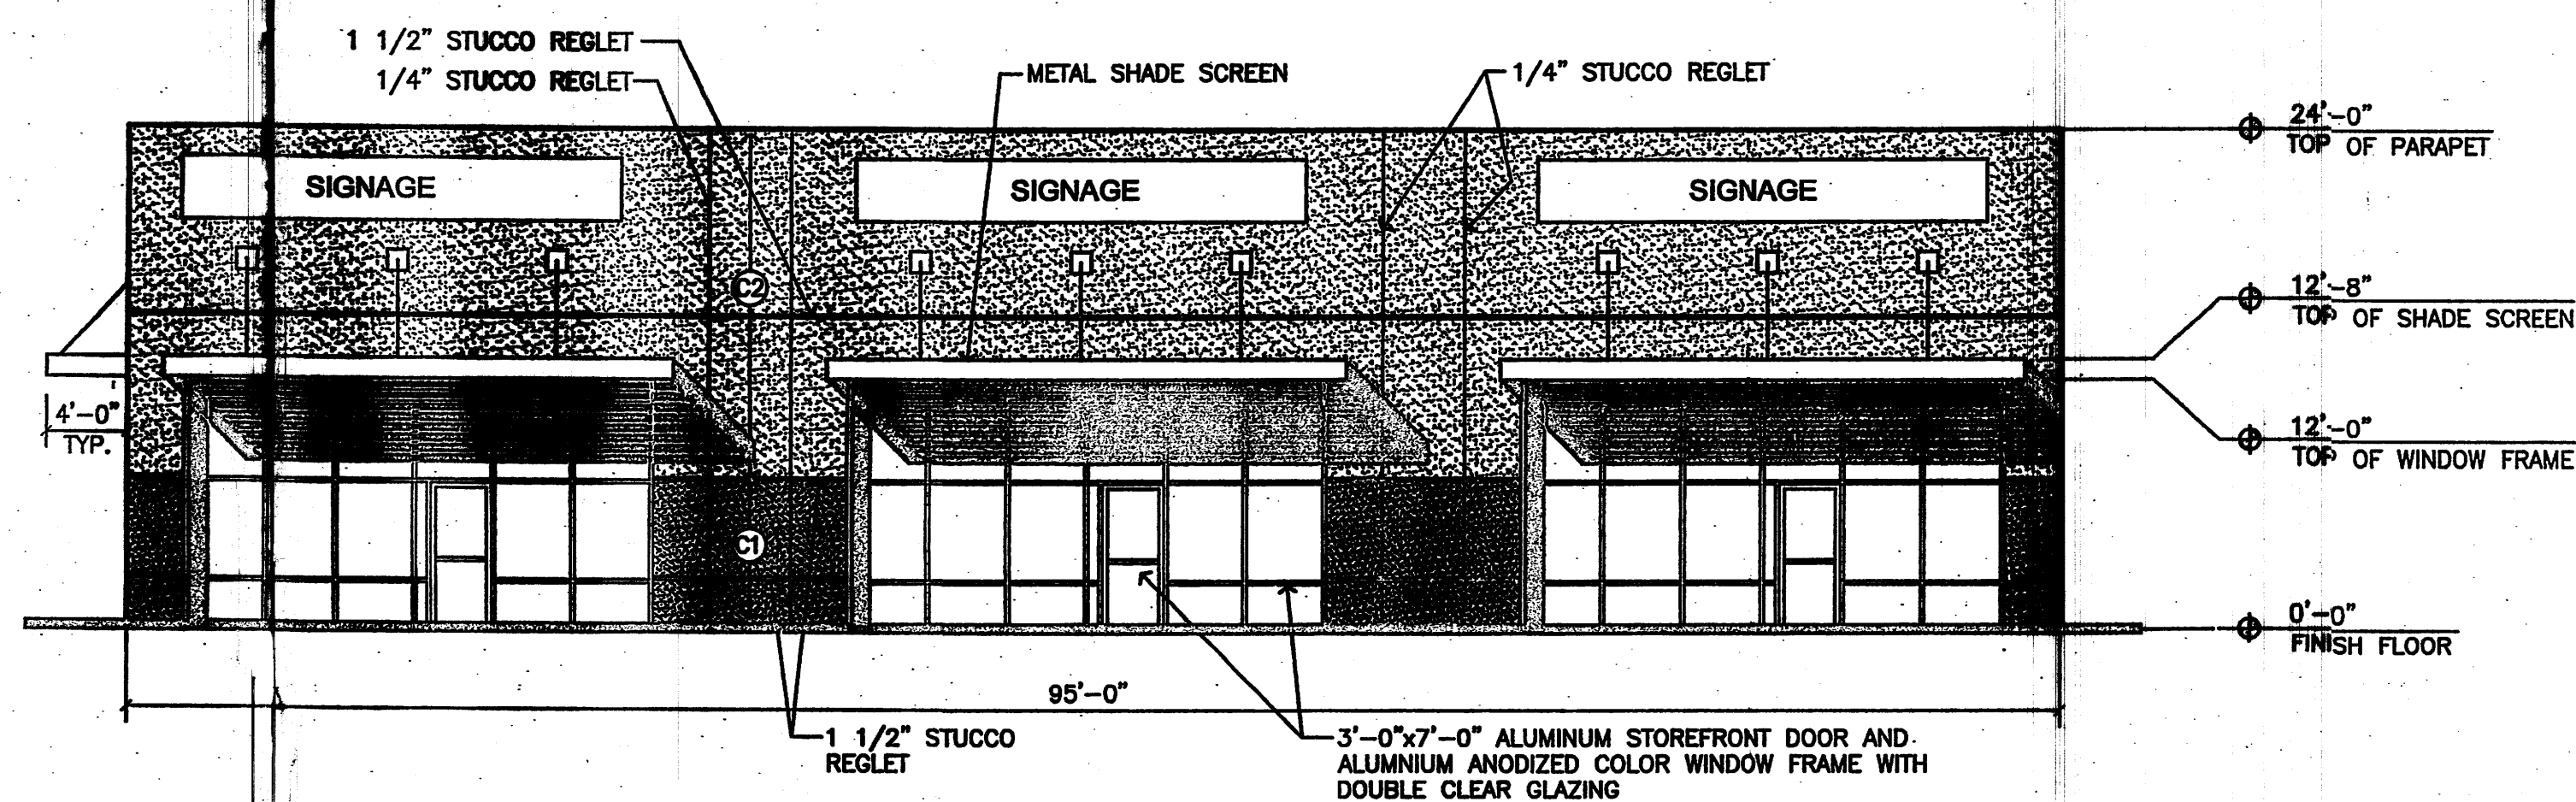 1 1/2" STUCCO REGLET
1/4" STUCCO REGLET
METAL SHADE SCREEN
1/4" STUCCO REGLET
24'-0"
TOP OF PARAPET
SIGNAGE
SIGNAGE
SIGNAGE
C2
12'-8"
TOP OF SHADE SCREEN
4'-0"
TYP.
12'-0"
TOP OF WINDOW FRAME
C1
0'-0"
FINISH FLOOR
95'-0"
1 1/2" STUCCO
REGLET
3'-0"x7'-0" ALUMINUM STOREFRONT DOOR AND
ALUMNIUM ANODIZED COLOR WINDOW FRAME WITH
DOUBLE CLEAR GLAZING